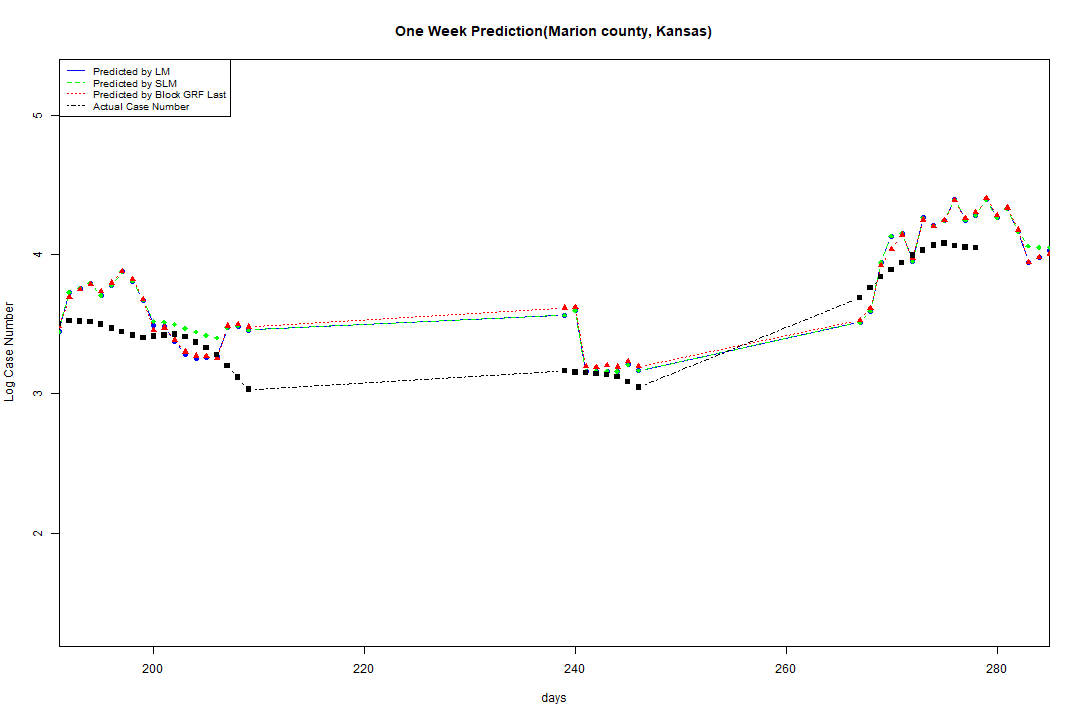 One Week Prediction(Marion county, Kansas)
Predicted by LM
Predicted by SLM
Predicted by Block GRF Last
Actual Case Number
5
4
3
2
Log Case Number
200 220 240 260 280
days